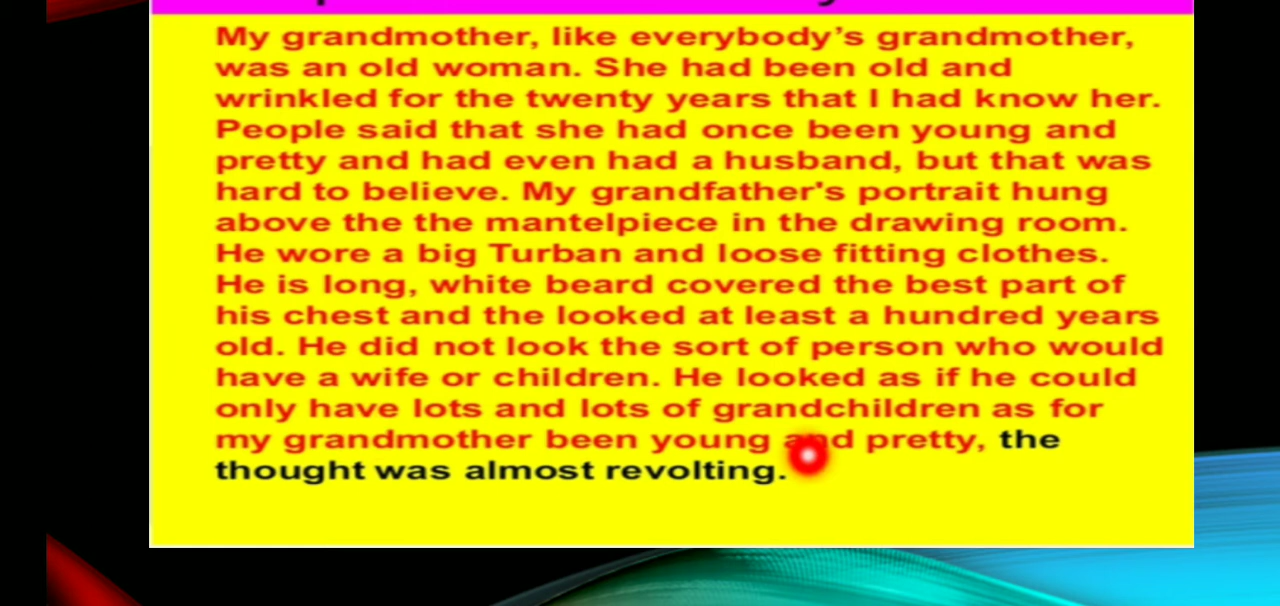 My grandmother, like everybody’s grandmother,
was an old woman. She had been old and
wrinkled for the twenty years that I had know her.
People said that she had once been young and
pretty and had even had a husband, but that was
hard to believe. My grandfather's portrait hung
above the the mantelpiece in the drawing room.
He wore a big Turban and loose fitting clothes.
He is long, white beard covered the best part of
his chest and the looked at least a hundred years
old. He did not look the sort of person who would
have a wife or children. He looked as if he could
only have lots and lots of grandchildren as for
my grandmother been young and pretty, the
thought was almost revolting.